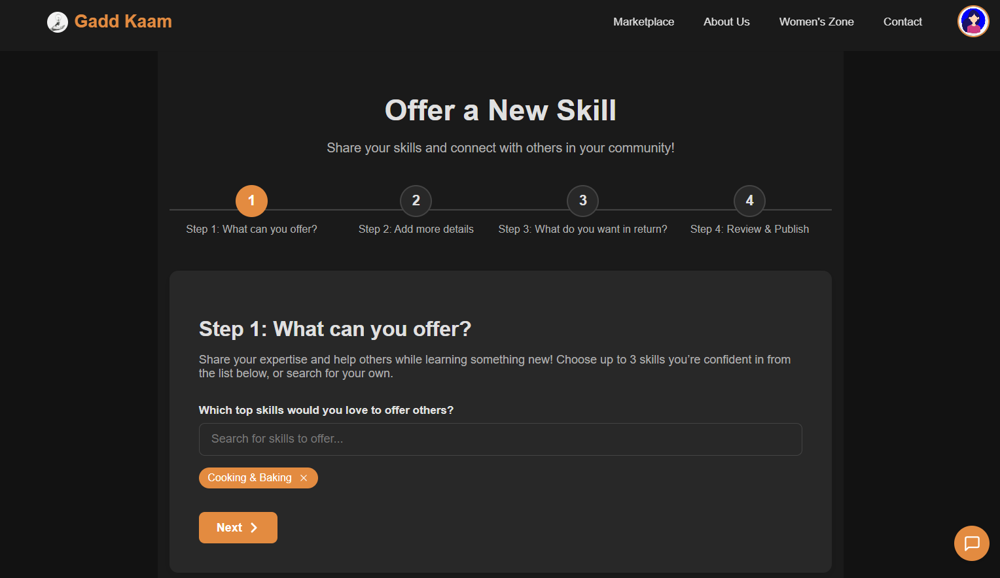 Gadd Kaam
Marketplace
About Us
Women's Zone
Contact
Offer a New Skill
Share your skills and connect with others in your community!
1
2
3
4
Step 1: What can you offer?
Step 2: Add more details
Step 3: What do you want in return?
Step 4: Review & Publish
Step 1: What can you offer?
Share your expertise and help others while learning something new! Choose up to 3 skills you’re confident in from
the list below, or search for your own.
Which top skills would you love to offer others?
Search for skills to offer...
Cooking & Baking
Next